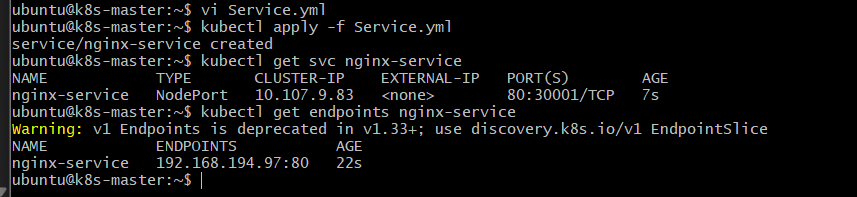 ubuntu@k8s-master:~$ vi Service.yml
ubuntu@k8s-master:~$ kubectl apply -f Service.yml
service/nginx-service created
ubuntu@k8s-master:~$ kubectl get svc nginx-service
NAME            TYPE       CLUSTER-IP    EXTERNAL-IP   PORT(S)        AGE
nginx-service   NodePort   10.107.9.83   <none>        80:30001/TCP   7s
ubuntu@k8s-master:~$ kubectl get endpoints nginx-service
Warning: v1 Endpoints is deprecated in v1.33+; use discovery.k8s.io/v1 EndpointSlice
NAME            ENDPOINTS           AGE
nginx-service   192.168.194.97:80   22s
ubuntu@k8s-master:~$